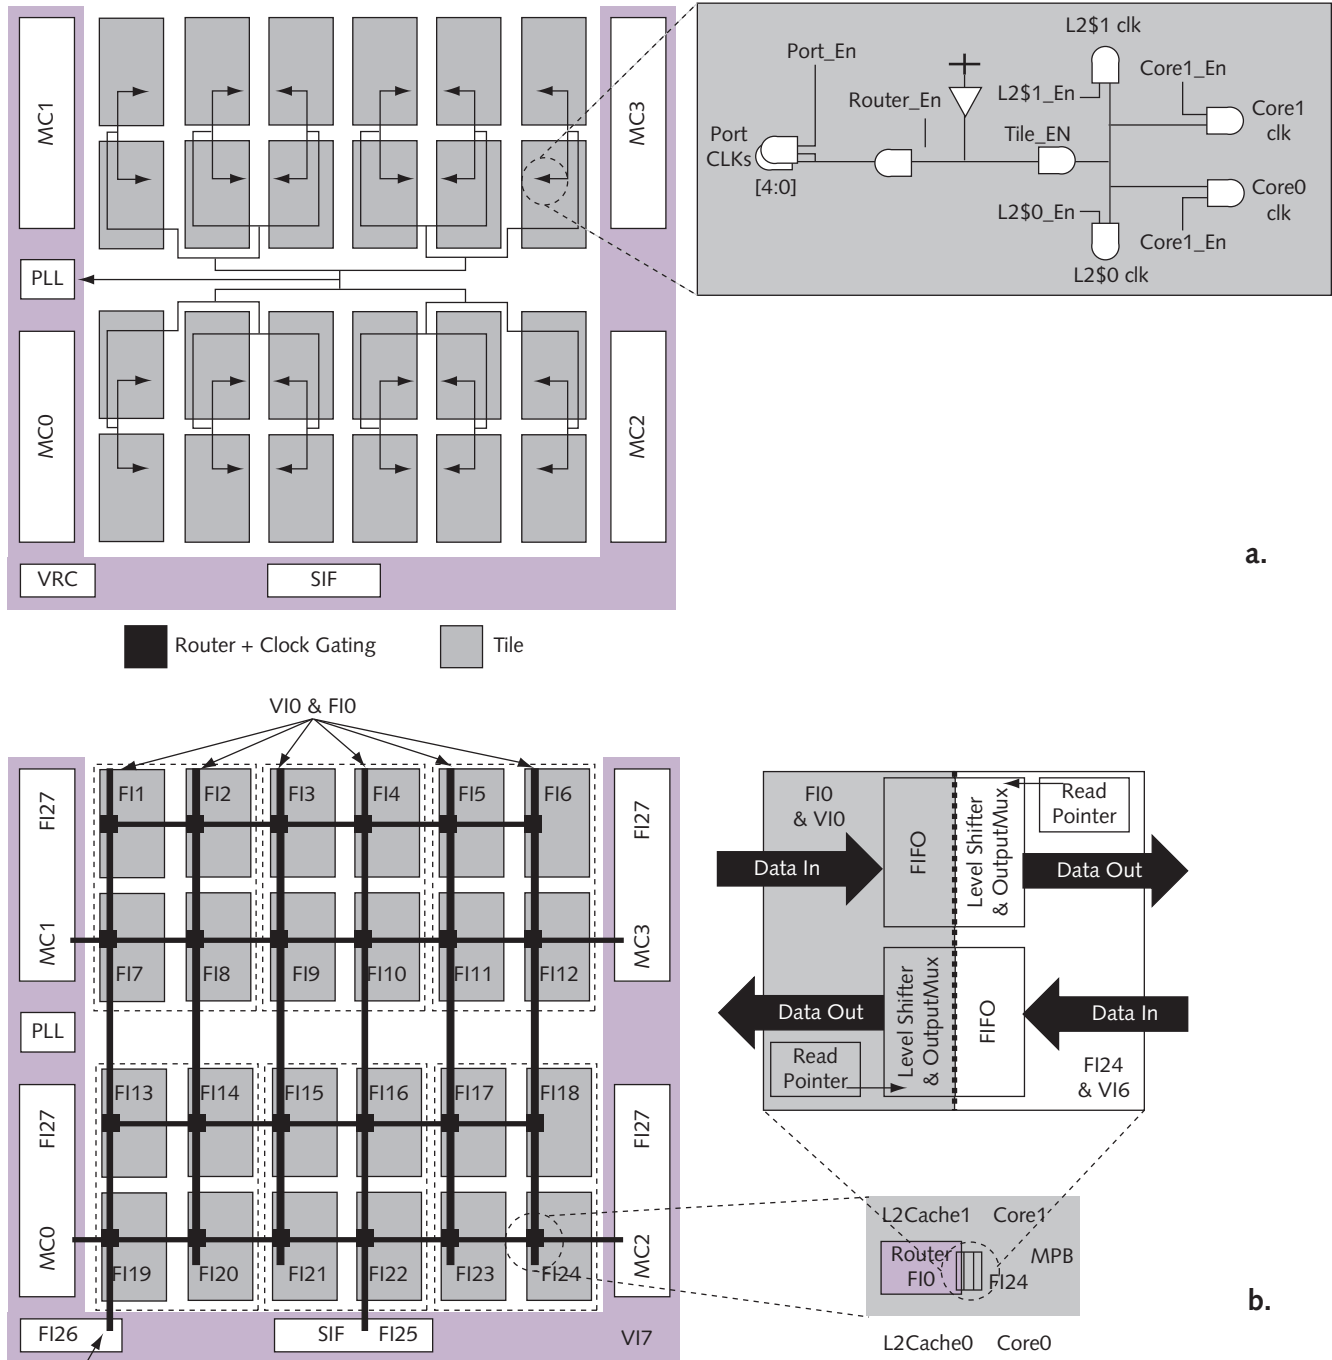 MC1
MC3
PLL
MC0
MC2
VRC
SIF
L2$1 clk
Port_En
Core1_En
L2$1_En
Router_En
Core1
clk
Port
CLKs
Tile_EN
[4:0]
Core0
clk
L2$0_En
Core1_En
L2$0 clk
a.
Router + Clock Gating
Tile
VI0 & FI0
FI27
FI1
FI2
FI3
FI4
FI5
FI6
FI27
MC1
FI7
FI8
FI9
FI10
FI11
FI12
MC3
PLL
FI27
FI13
FI14
FI15
FI16
FI17
FI18
FI27
MC0
FI19
FI20
FI21
FI22
FI23
FI24
MC2
FI26
SIF
FI25
VI7
FI0
& VI0
FIFO
Level Shifter
& OutputMux
Read
Pointer
Data In
Data Out
Data Out
Level Shifter
& OutputMux
FIFO
Data In
Read
Pointer
FI24
& VI6
L2Cache1
Core1
Router
FI0
FI24
MPB
L2Cache0
Core0
b.